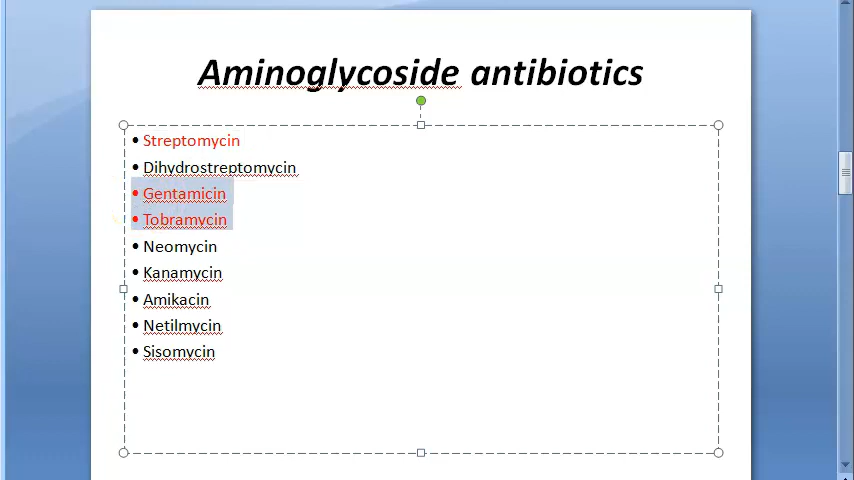 Aminoglycoside antibiotics
• Streptomycin
• Dihydrostreptomycin
• Gentamicin
• Tobramycin
• Neomycin
• Kanamycin
• Amikacin
• Netilmycin
• Sisomycin